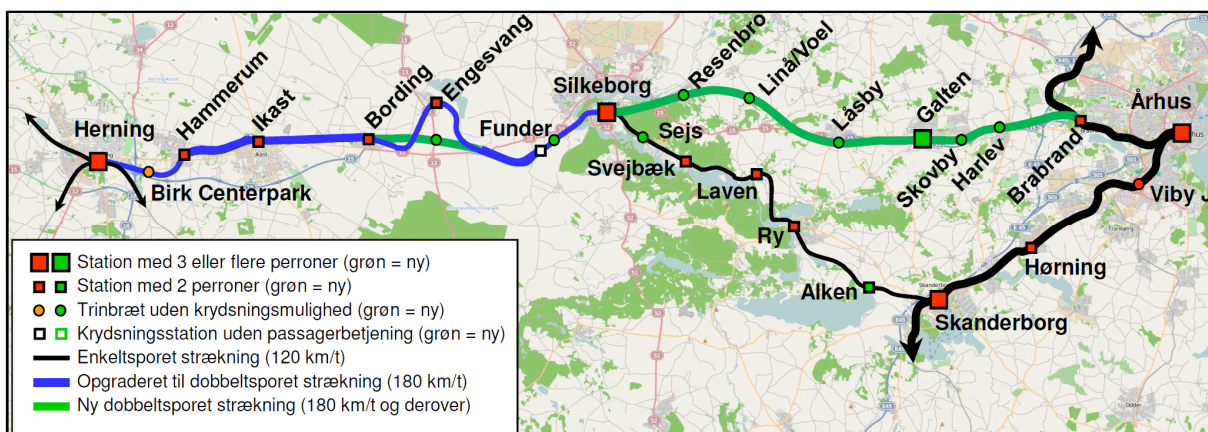 Herning
Birk Centerpark
Hammerum
Ikast
Bording
Engesvang
Funder
Silkeborg
Resenbro
Linå/Voel
Låsby
Galten
Skovby
Harlev
Brabrand
Århus
Viby J
Sejs
Svejbæk
Laven
Ry
Alken
Hørning
Skanderborg
Station med 3 eller flere perroner (grøn = ny)
Station med 2 perroner (grøn = ny)
Trinbræt uden krydsningsmulighed (grøn = ny)
Krydsningsstation uden passagerbetjening (grøn = ny)
Enkeltsporet strækning (120 km/t)
Opgraderet til dobbeltsporet strækning (180 km/t)
Ny dobbeltsporet strækning (180 km/t og derover)